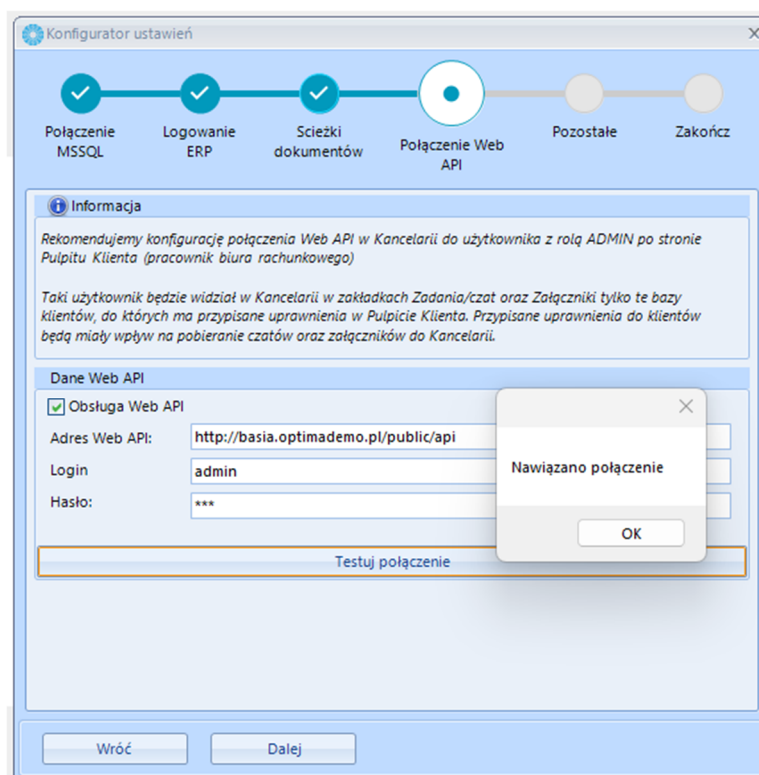 Konfigurator ustawień
Połączenie
MSSQL
Logowanie
ERP
Scieżki
dokumentów
Połączenie Web
API
Pozostałe
Zakończ
Informacja
Rekomendujemy konfigurację połączenia Web API w Kancelarii do użytkownika z rolą ADMIN po stronie
Pulpitu Klienta (pracownik biura rachunkowego)
Taki użytkownik będzie widział w Kancelarii w zakładkach Zadania/czat oraz Załączniki tylko te bazy
klientów, do których ma przypisane uprawnienia w Pulpicie Klienta. Przypisane uprawnienia do klientów
będą miały wpływ na pobieranie czatów oraz załączników do Kancelarii.
Dane Web API
Obsługa Web API
Adres Web API:
http://basia.optimademo.pl/public/api
Login
admin
Hasło:
***
Nawiązano połączenie
OK
Testuj połączenie
Wróć
Dalej